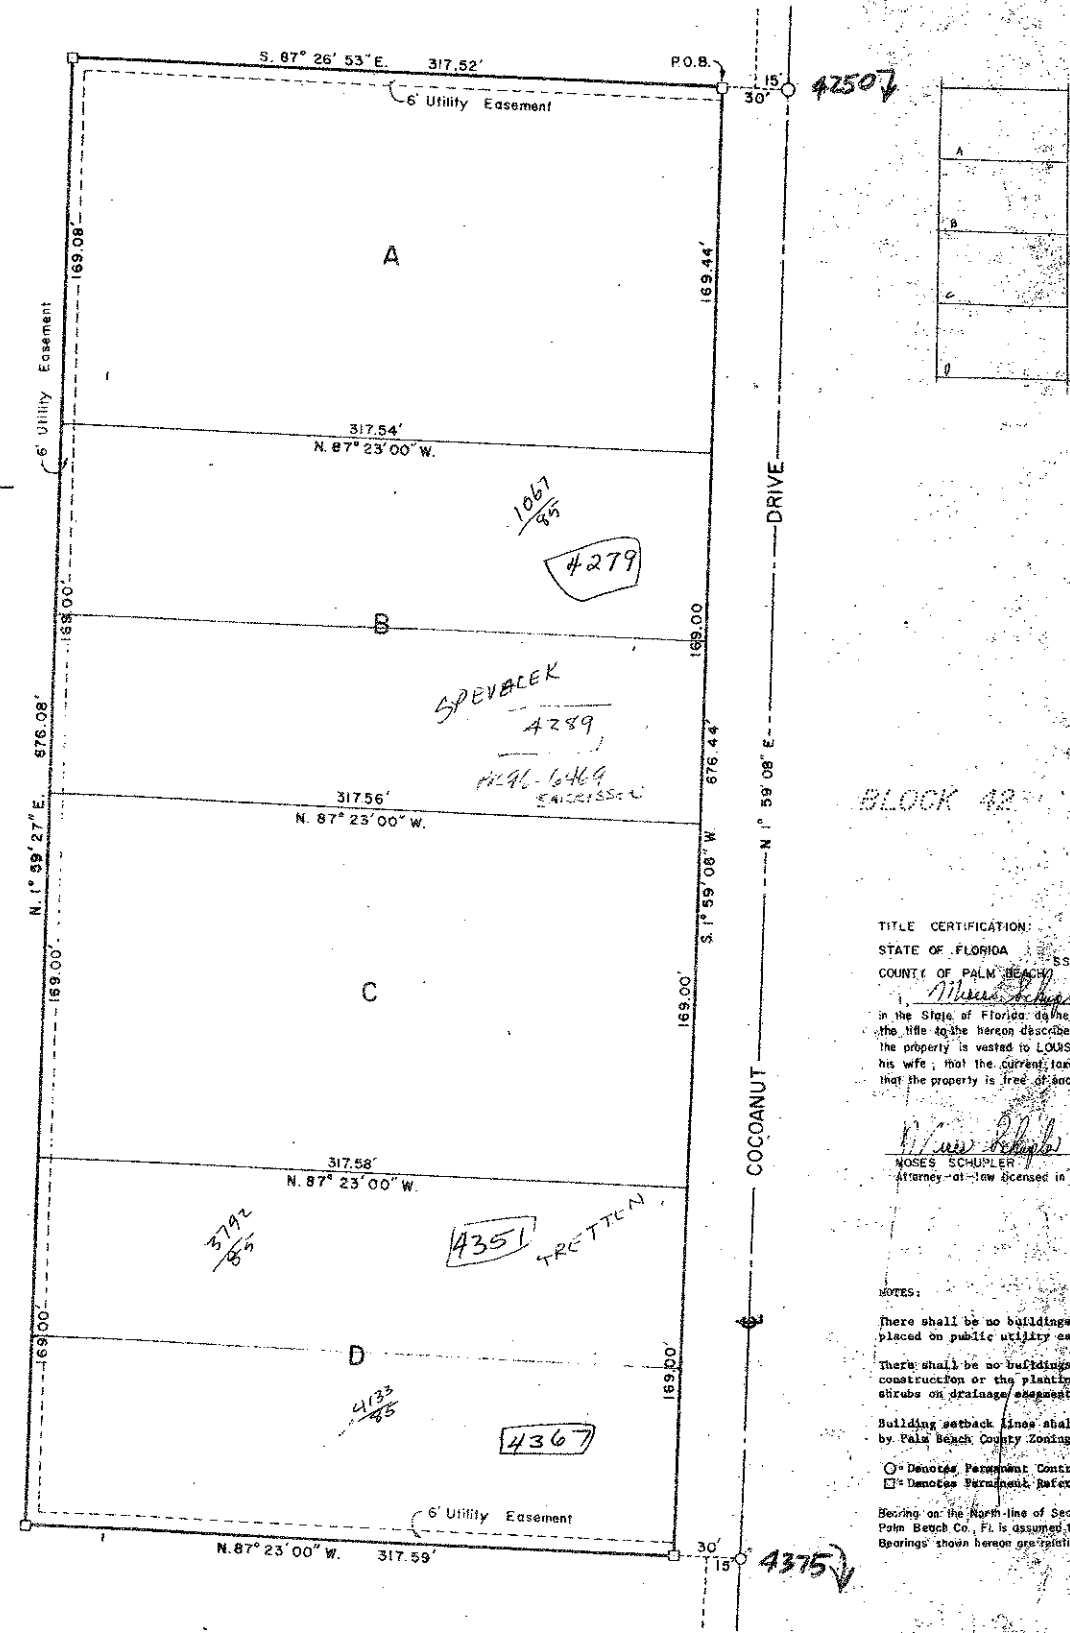 S. 87° 26' 53" E. 317.52'
P.O.B.
15'
30'
4250
6' Utility Easement
A
169.08'
169.44'
6' Utility Easement
317.54'
N. 87° 23' 00" W.
1067
85
4279
169.00'
B
169.00
SPEVACEK
4289
N. 1° 59' 27" E. 676.08'
676.44'
S. 1° 59' 08" W.
317.56'
N. 87° 23' 00" W.
COCOANUT
N 1° 59' 08" E
DRIVE
169.00'
C
169.00'
317.58'
N. 87° 23' 00" W.
3792
85
4351
TRETTEN
169.00'
D
169.00'
4133
85
4367
6' Utility Easement
N. 87° 23' 00" W. 317.59'
30'
15'
4375
A
B
C
D
BLOCK 42
TITLE CERTIFICATION:
STATE OF FLORIDA
SS
COUNTY OF PALM BEACH)
I,
in the State of Florida do he
the title to the hereon describe
the property is vested to LOUIS
his wife ; that the current tax
that the property is free of enc
MOSES SCHUPLER
Attorney-at-law licensed in
NOTES:
There shall be no buildings
placed on public utility ea
There shall be no buildings
construction or the plantin
shrubs on drainage easement
Building setback lines shal
by Palm Beach County Zoning
○= Denotes Permanent Contr
□= Denotes Permanent Refer
Bearing on the North line of Sec
Palm Beach Co., Fl. is assumed t
Bearings shown hereon are relati